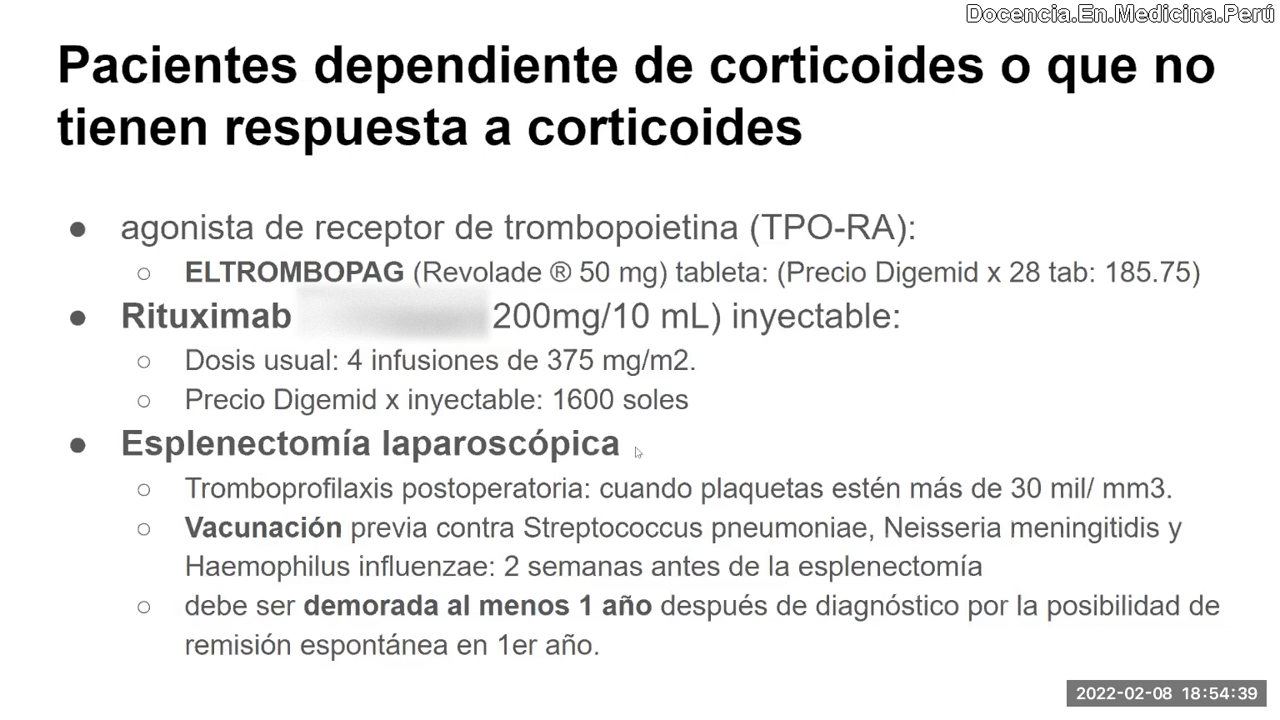 Docencia.En.Medicina.Perú
Pacientes dependiente de corticoides o que no
tienen respuesta a corticoides
● agonista de receptor de trombopoietina (TPO-RA):
○ ELTROMBOPAG (Revolade ® 50 mg) tableta: (Precio Digemid x 28 tab: 185.75)
● Rituximab 200mg/10 mL) inyectable:
○ Dosis usual: 4 infusiones de 375 mg/m2.
○ Precio Digemid x inyectable: 1600 soles
● Esplenectomía laparoscópica
○ Tromboprofilaxis postoperatoria: cuando plaquetas estén más de 30 mil/ mm3.
○ Vacunación previa contra Streptococcus pneumoniae, Neisseria meningitidis y
Haemophilus influenzae: 2 semanas antes de la esplenectomía
○ debe ser demorada al menos 1 año después de diagnóstico por la posibilidad de
remisión espontánea en 1er año.
2022-02-08 18:54:39